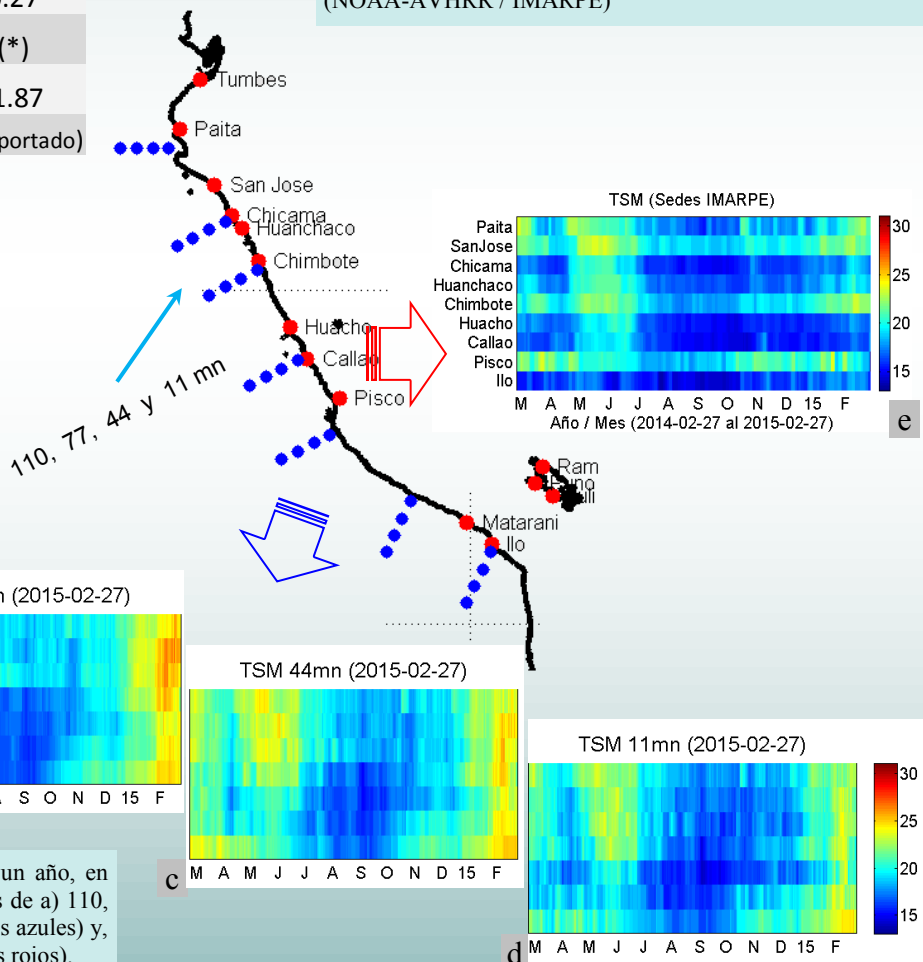 .27
(*)
1.87
portado)
(NOAA-AVHRR / IMARPE)
Tumbes
Paita
San Jose
Chicama
Huanchaco
Chimbote
Huacho
Callao
Pisco
110, 77, 44 y 11 mn
Ram
Matarani
Ilo
TSM (Sedes IMARPE)
Paita
SanJose
Chicama
Huanchaco
Chimbote
Huacho
Callao
Pisco
Ilo
30
25
20
15
M A M J J A S O N D 15 F
Año / Mes (2014-02-27 al 2015-02-27)
e
n (2015-02-27)
A S O N D 15 F
TSM 44mn (2015-02-27)
M A M J J A S O N D 15 F
c
TSM 11mn (2015-02-27)
30
25
20
15
M A M J J A S O N D 15 F
d
un año, en
s de a) 110,
s azules) y,
s rojos).